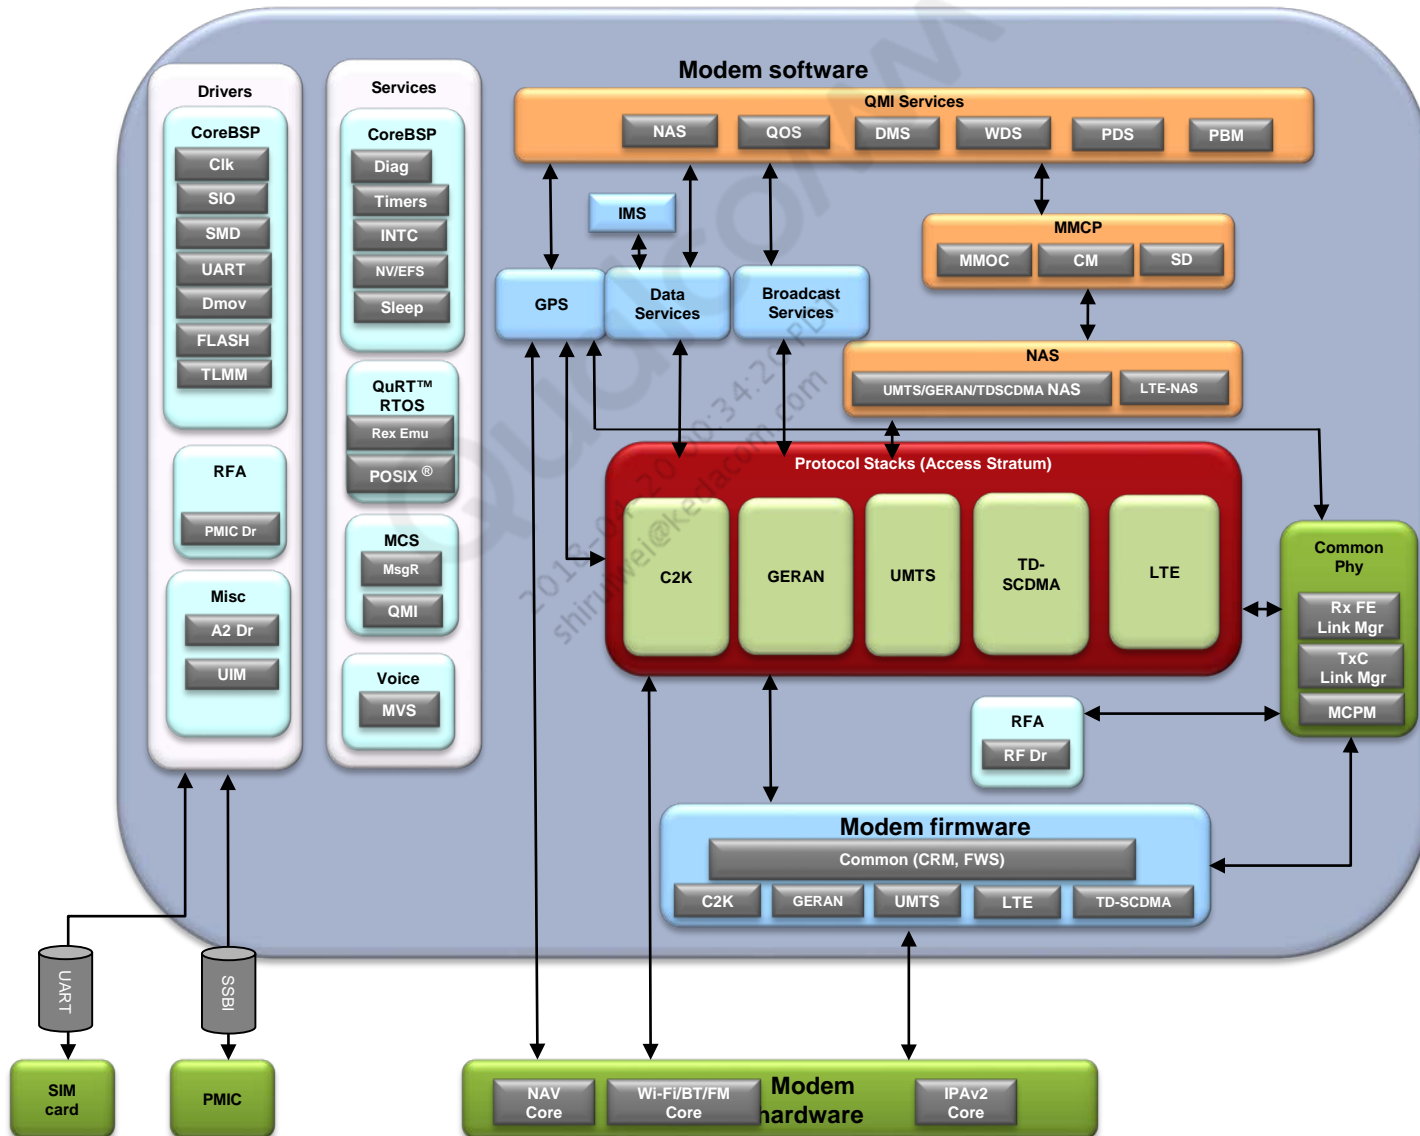 Modem software
Drivers
CoreBSP
Clk
SIO
SMD
UART
Dmov
FLASH
TLMM
RFA
PMIC Dr
Misc
A2 Dr
UIM
Services
CoreBSP
Diag
Timers
INTC
NV/EFS
Sleep
QuRT™
RTOS
Rex Emu
POSIX ®
MCS
MsgR
QMI
Voice
MVS
QMI Services
NAS
QOS
DMS
WDS
PDS
PBM
IMS
GPS
Data
Services
Broadcast
Services
MMCP
MMOC
CM
SD
NAS
UMTS/GERAN/TDSCDMA NAS
LTE-NAS
Protocol Stacks (Access Stratum)
C2K
GERAN
UMTS
TD-
SCDMA
LTE
Common
Phy
Rx FE
Link Mgr
TxC
Link Mgr
MCPM
RFA
RF Dr
Modem firmware
Common (CRM, FWS)
C2K
GERAN
UMTS
LTE
TD-SCDMA
UART
SSBI
SIM
card
PMIC
Modem
hardware
NAV
Core
Wi-Fi/BT/FM
Core
IPAv2
Core
Qualcomm
shiruiwei@kedacom.com